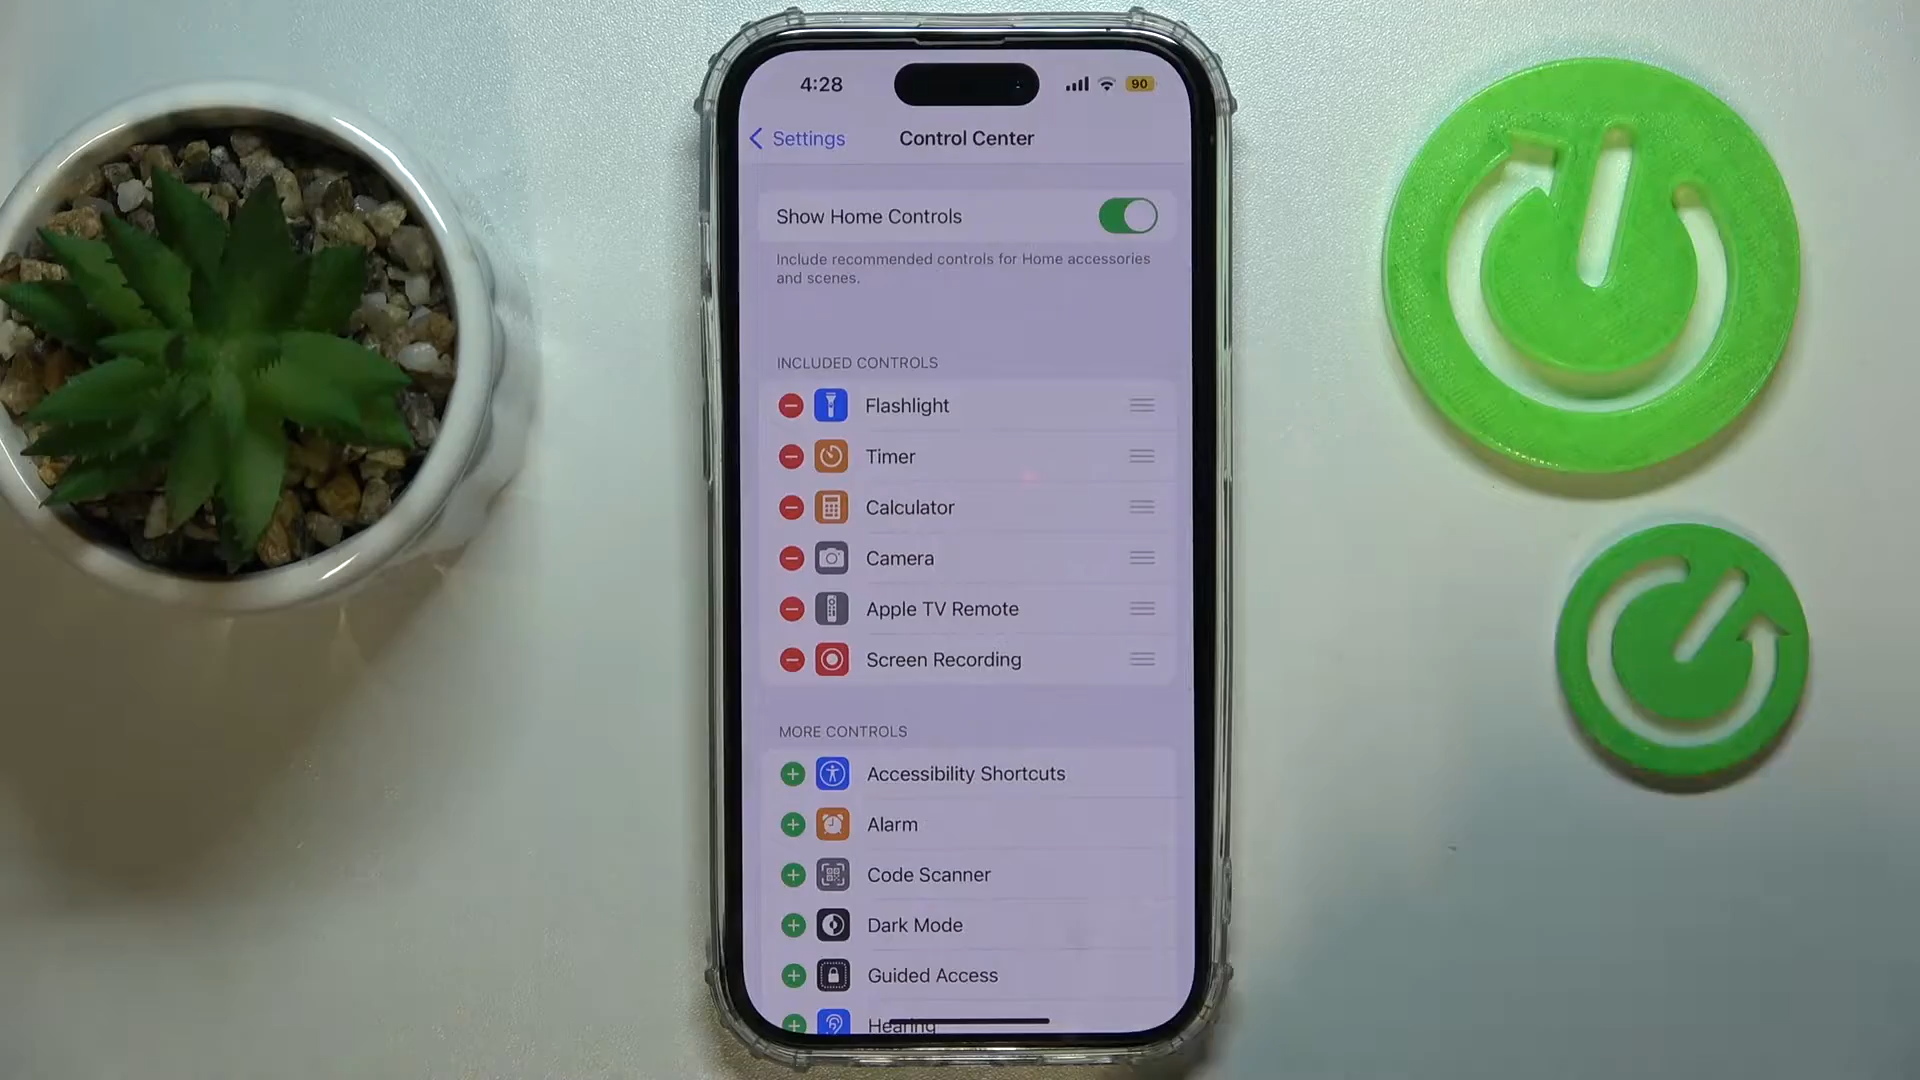 4:28
90
Settings
Control Center
Show Home Controls
Include recommended controls for Home accessories
and scenes.
INCLUDED CONTROLS
Flashlight
Timer
Calculator
Camera
Apple TV Remote
Screen Recording
MORE CONTROLS
Accessibility Shortcuts
Alarm
Code Scanner
Dark Mode
Guided Access
Hearing